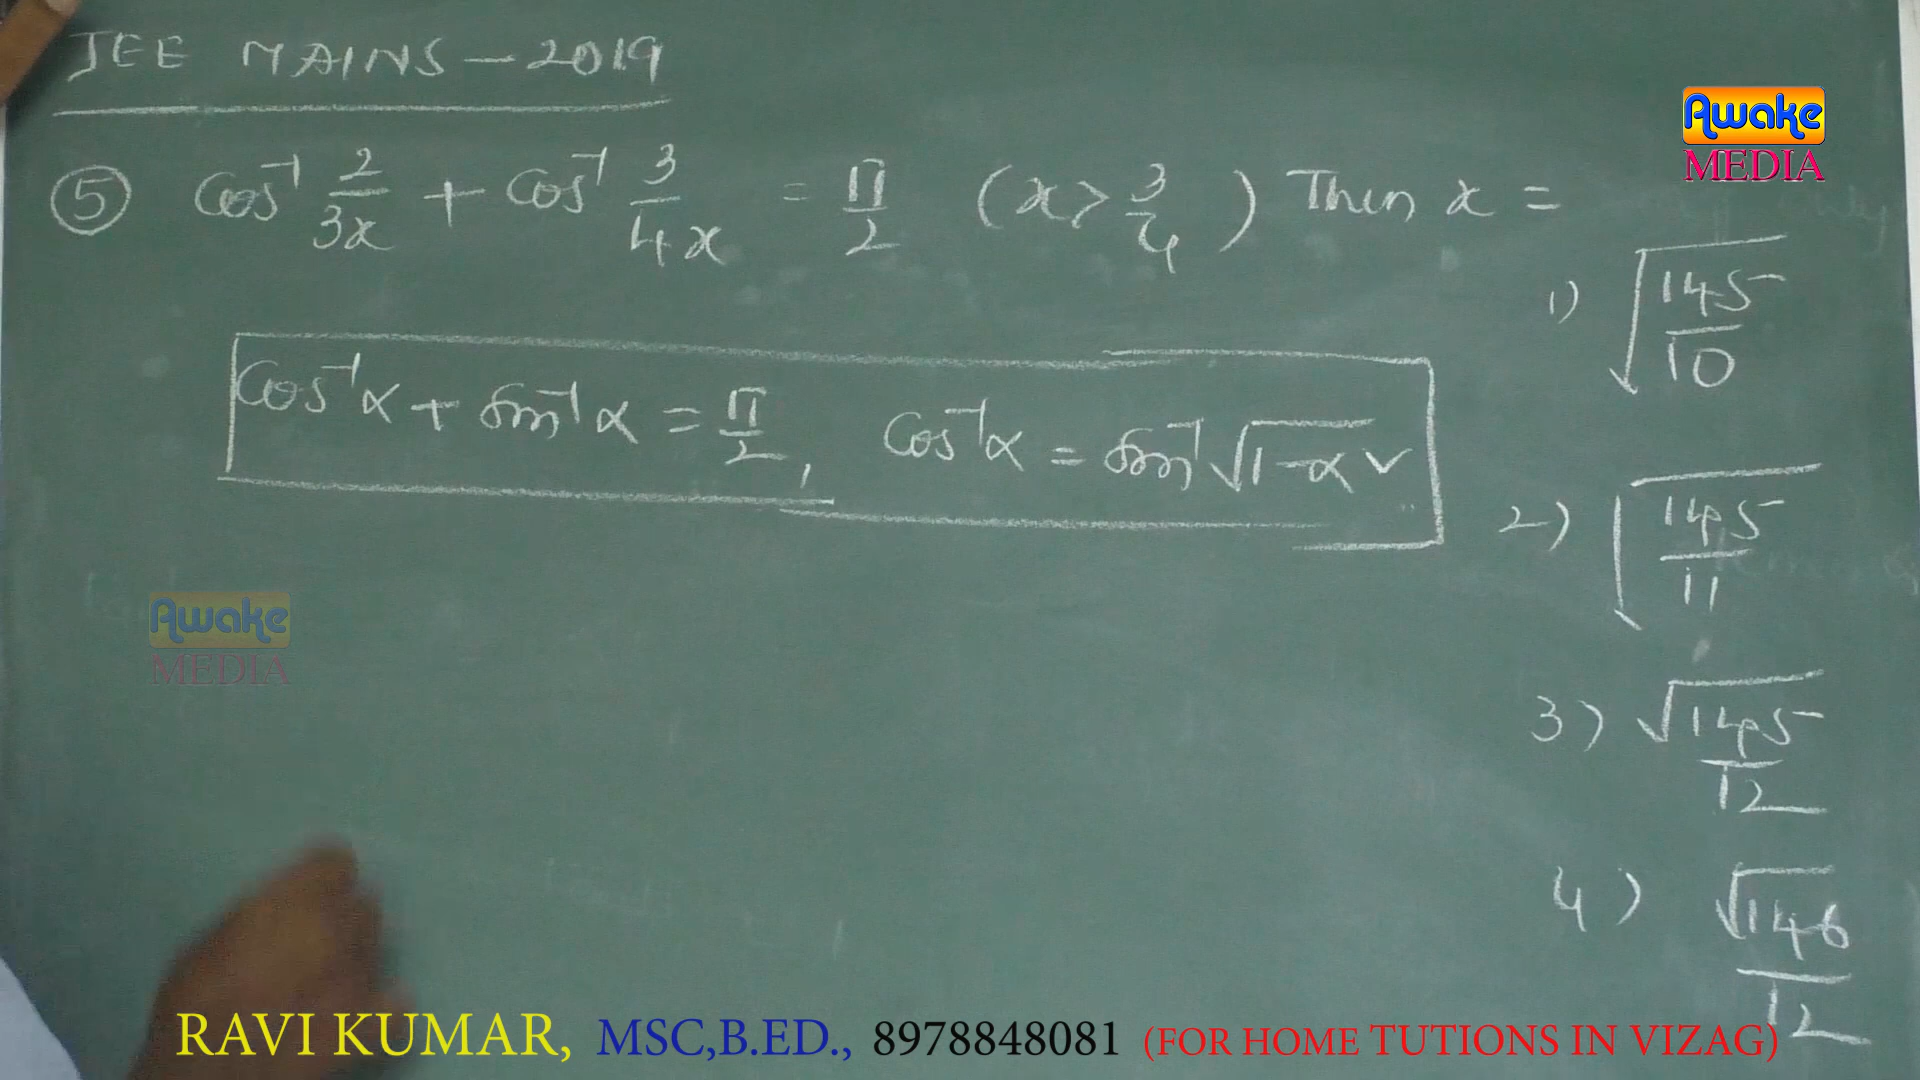 JEE MAINS - 2019
Awake
MEDIA
⑤ Cos⁻¹ 2/3x + Cos⁻¹ 3/4x = π/2 (x > 3/4) Then x =
1) √(145/10)
Cos⁻¹α + Sin⁻¹α = π/2, Cos⁻¹α = Sin⁻¹√1-α²
2) √(145/11)
Awake
MEDIA
3) √145/12
4) √146/12
RAVI KUMAR, MSC,B.ED., 8978848081 (FOR HOME TUTIONS IN VIZAG)